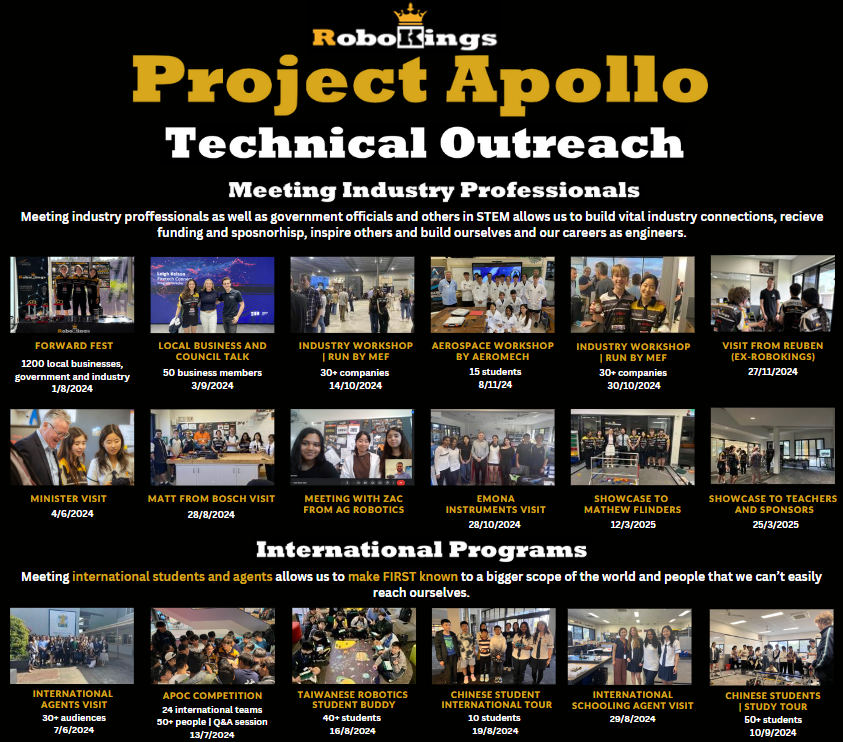 RoboKings
Project Apollo
Technical Outreach
Meeting Industry Professionals
Meeting industry proffessionals as well as government officials and others in STEM allows us to build vital industry connections, recieve
funding and sposnorhisp, inspire others and build ourselves and our careers as engineers.
FORWARD FEST
1200 local businesses,
government and industry
1/8/2024
LOCAL BUSINESS AND
COUNCIL TALK
50 business members
3/9/2024
INDUSTRY WORKSHOP
| RUN BY MEF
30+ companies
14/10/2024
AEROSPACE WORKSHOP
BY AEROMECH
15 students
8/11/24
INDUSTRY WORKSHOP
| RUN BY MEF
30+ companies
30/10/2024
VISIT FROM REUBEN
(EX-ROBOKINGS)
27/11/2024
MINISTER VISIT
4/6/2024
MATT FROM BOSCH VISIT
28/8/2024
MEETING WITH ZAC
FROM AG ROBOTICS
EMONA
INSTRUMENTS VISIT
28/10/2024
SHOWCASE TO
MATHEW FLINDERS
12/3/2025
SHOWCASE TO TEACHERS
AND SPONSORS
25/3/2025
International Programs
Meeting international students and agents allows us to make FIRST known to a bigger scope of the world and people that we can't easily
reach ourselves.
INTERNATIONAL
AGENTS VISIT
30+ audiences
7/6/2024
APOC COMPETITION
24 international teams
50+ people | Q&A session
13/7/2024
TAIWANESE ROBOTICS
STUDENT BUDDY
40+ students
16/8/2024
CHINESE STUDENT
INTERNATIONAL TOUR
10 students
19/8/2024
INTERNATIONAL
SCHOOLING AGENT VISIT
29/8/2024
CHINESE STUDENTS
| STUDY TOUR
50+ students
10/9/2024